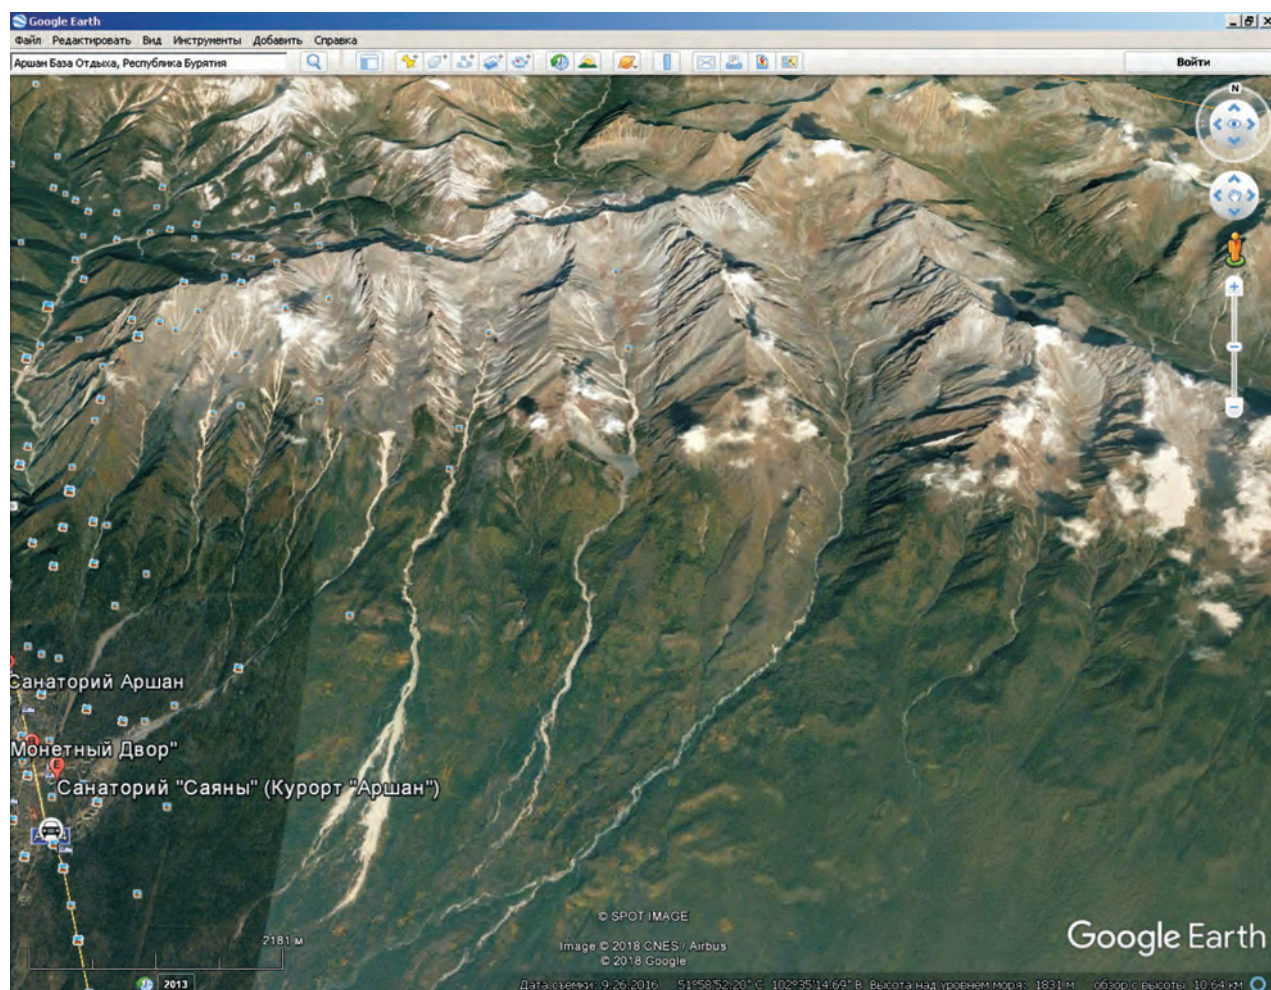 Google Earth
Файл Редактировать Вид Инструменты Добавить Справка
Аршан База Отдыха, Республика Бурятия
Войти
N
Санаторий Аршан
Монетный Двор"
E
Санаторий "Саяны" (Курорт "Аршан")
© SPOT IMAGE
Image © 2018 CNES / Airbus
© 2018 Google
Google Earth
2181 м
2013
Дата съемки: 9.26.2016 51°58'52.20" С 102°35'14.69" В Высота над уровнем моря: 1831 м обзор с высоты 10.64 км